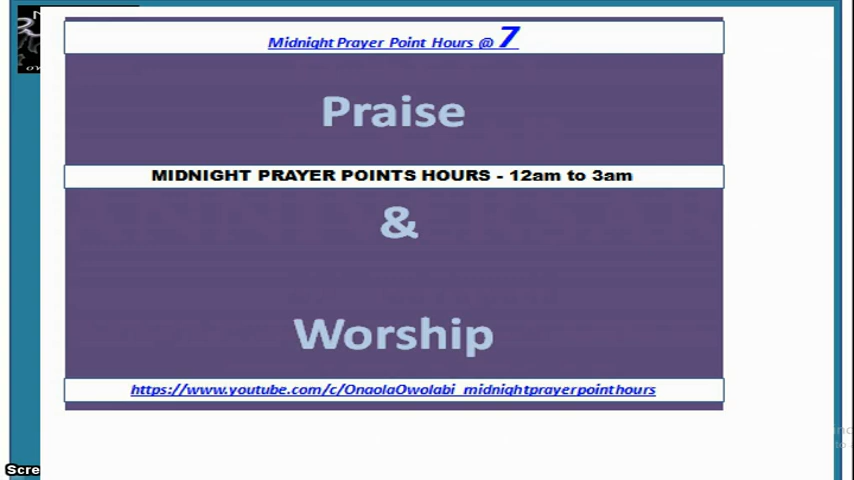 Midnight Prayer Point Hours @ 7
Praise
MIDNIGHT PRAYER POINTS HOURS - 12am to 3am
&
Worship
https://www.youtube.com/c/OnaolaOwolabi_midnightprayerpointhours
Scre